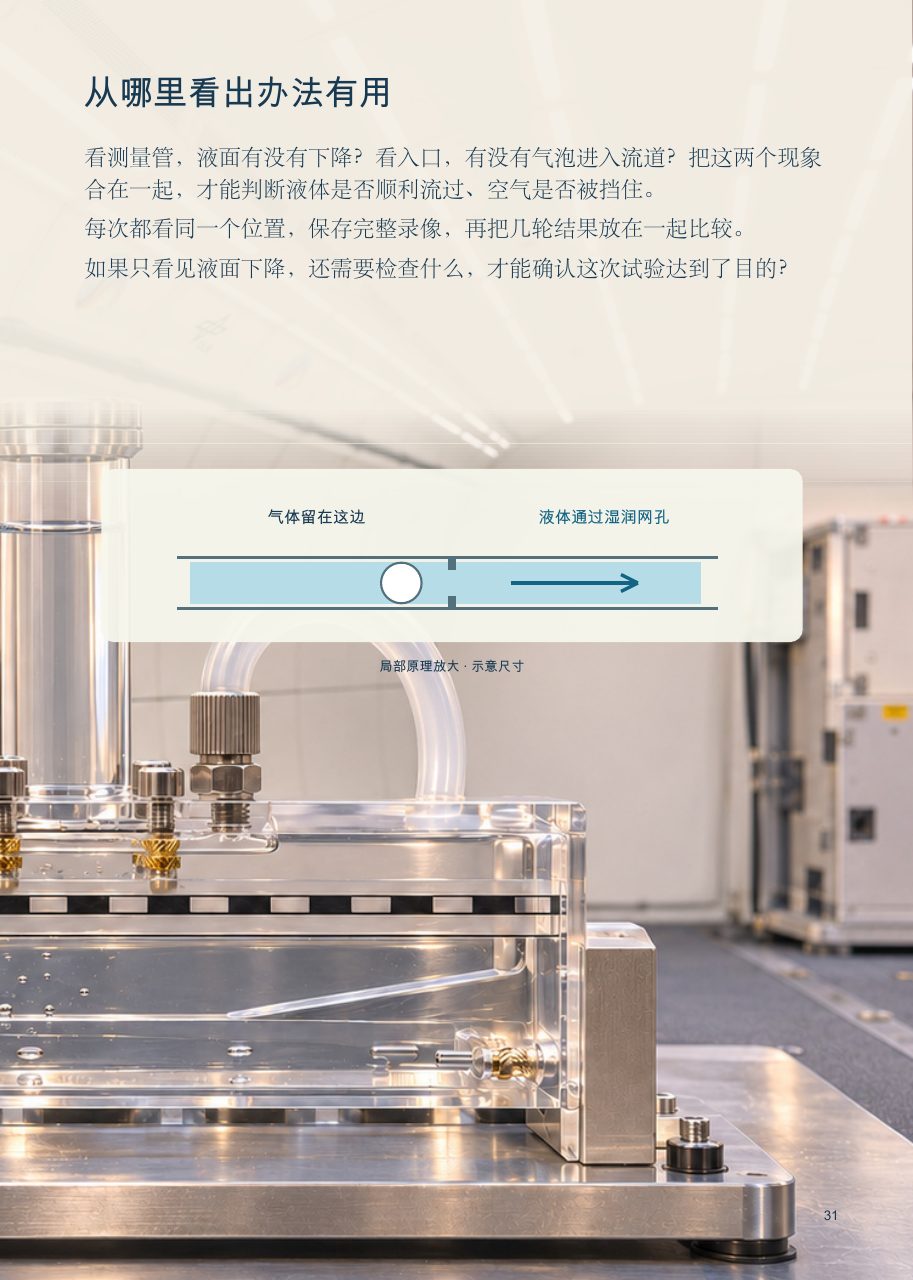 从哪里看出办法有用
看测量管，液面有没有下降？看入口，有没有气泡进入流道？把这两个现象
合在一起，才能判断液体是否顺利流过、空气是否被挡住。
每次都看同一个位置，保存完整录像，再把几轮结果放在一起比较。
如果只看见液面下降，还需要检查什么，才能确认这次试验达到了目的？
气体留在这边
液体通过湿润网孔
局部原理放大 · 示意尺寸
31